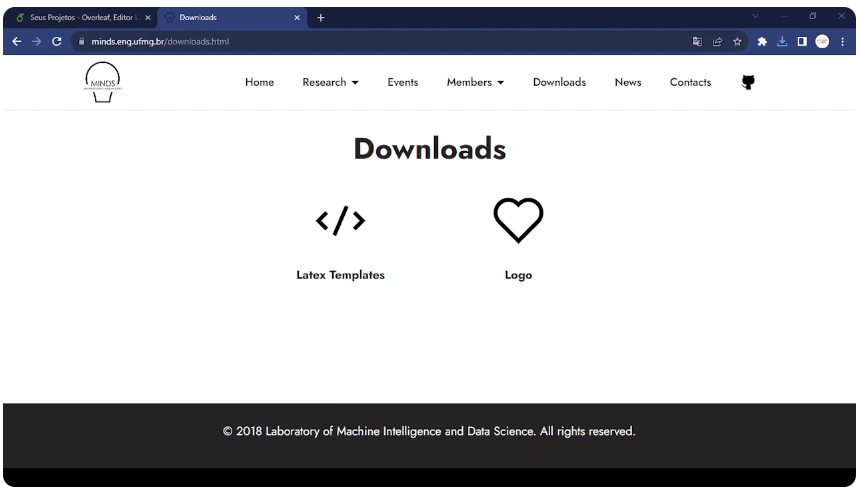 Seus Projetos - Overleaf, Editor L
Downloads
minds.eng.ufmg.br/downloads.html
MINDS
Home Research Events Members Downloads News Contacts
Downloads
Latex Templates Logo
© 2018 Laboratory of Machine Intelligence and Data Science. All rights reserved.